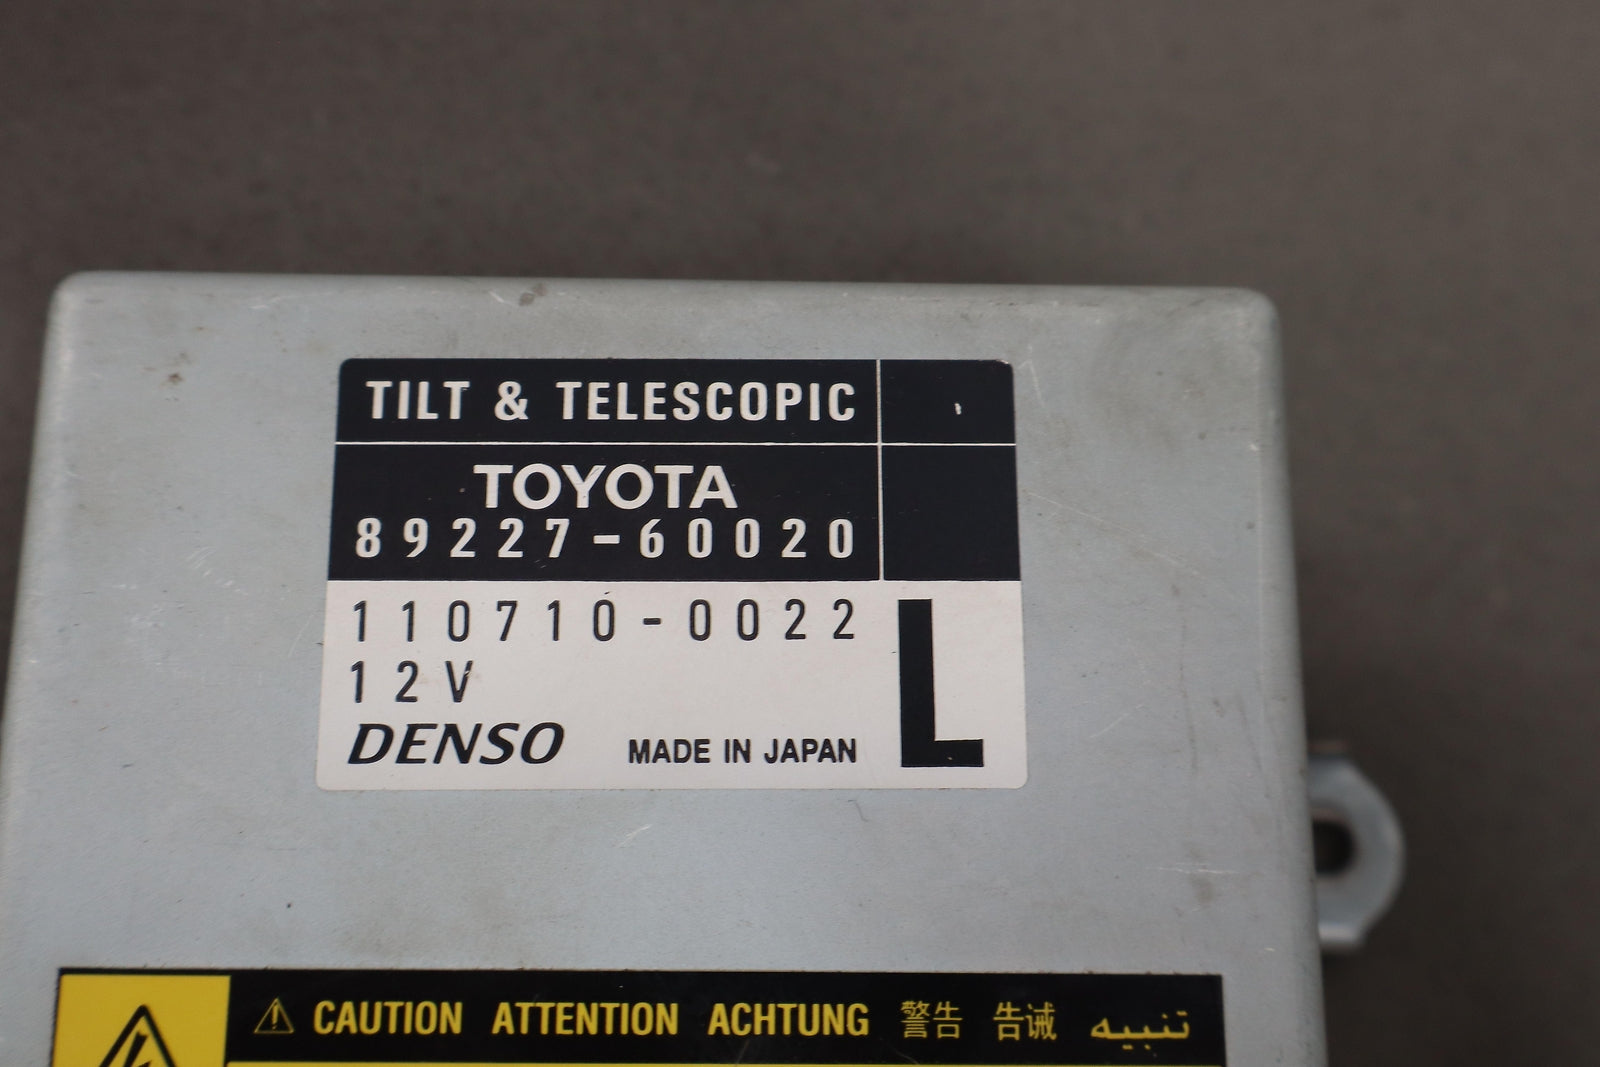 TILT & TELESCOPIC
TOYOTA
89227-60020
110710-0022
12V
L
DENSO MADE IN JAPAN
CAUTION ATTENTION ACHTUNG 警告 告诫 تنبيه